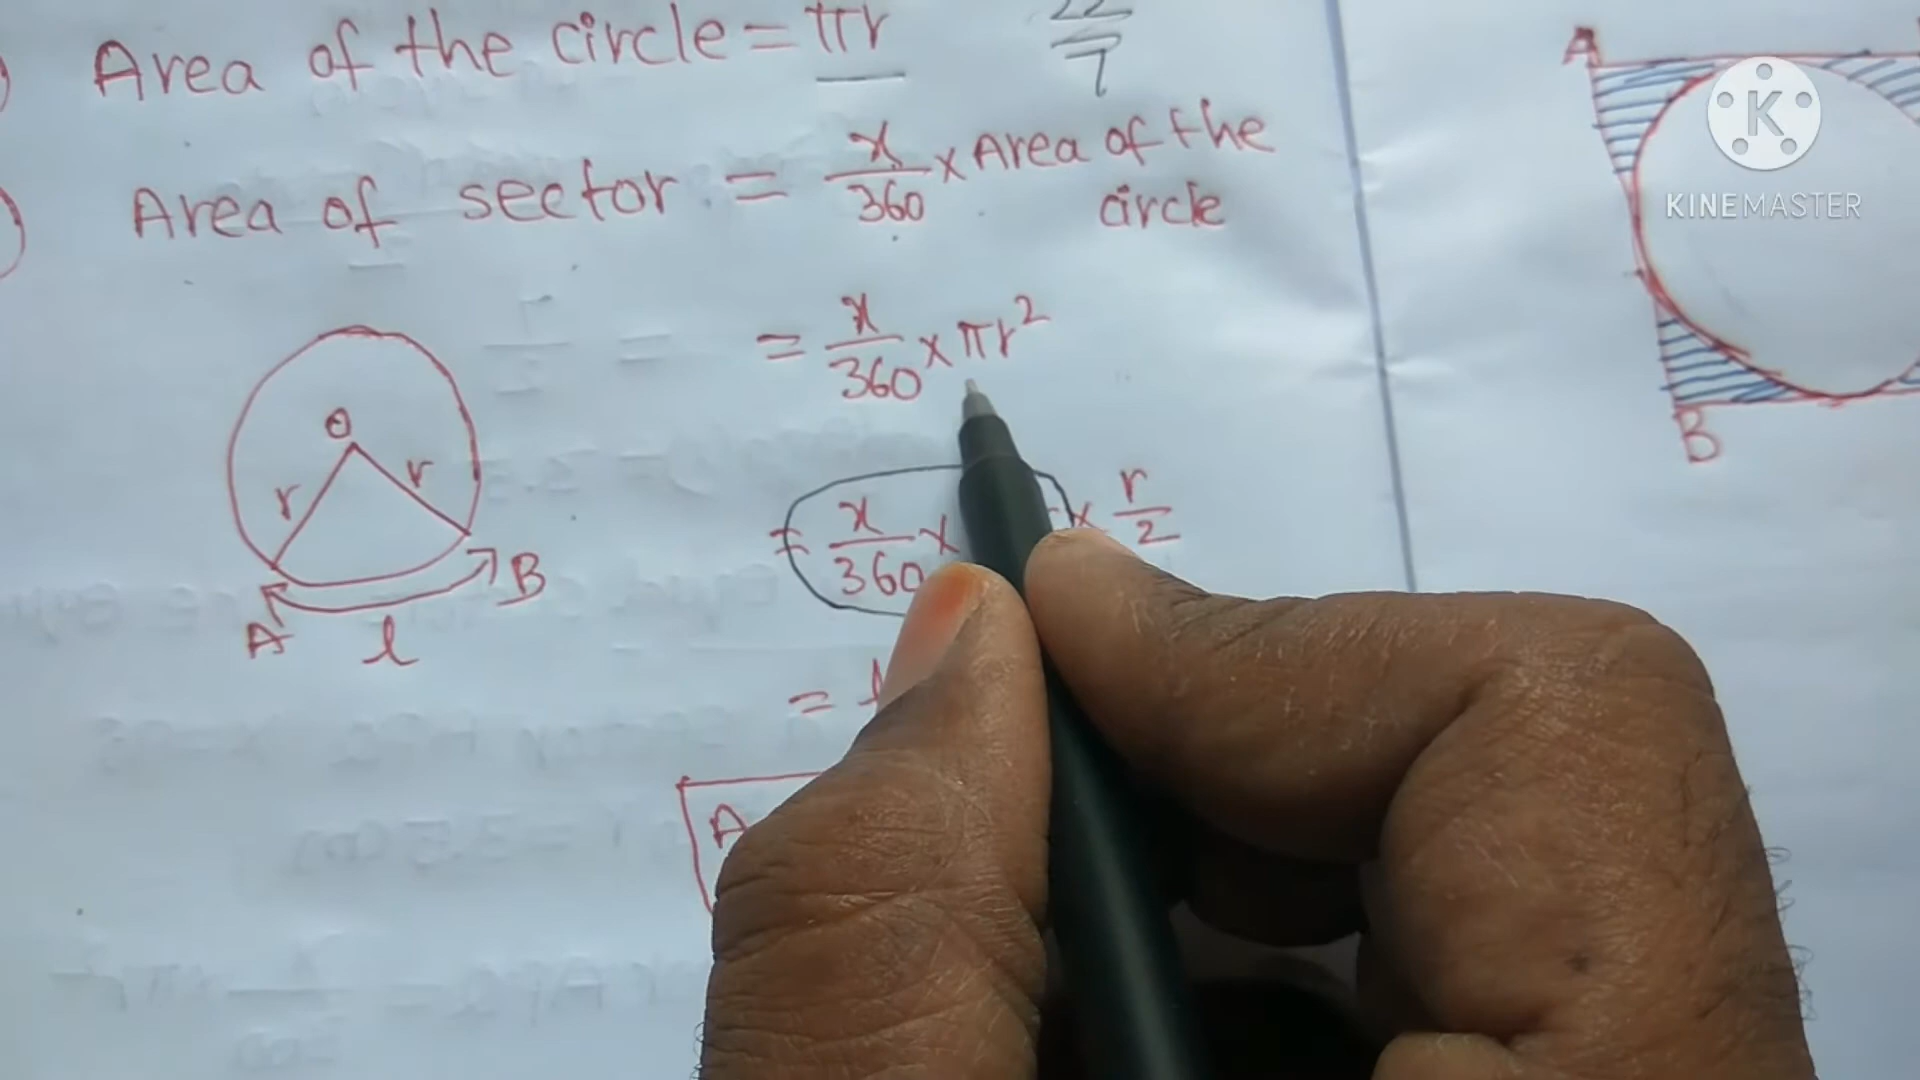 Area of the circle = πr
22/7
Area of sector = x/360 × Area of the circle
= x/360 × πr²
O
r r
A B
l
= x/360 × × r/2
=
A
A
B
K
KINEMASTER